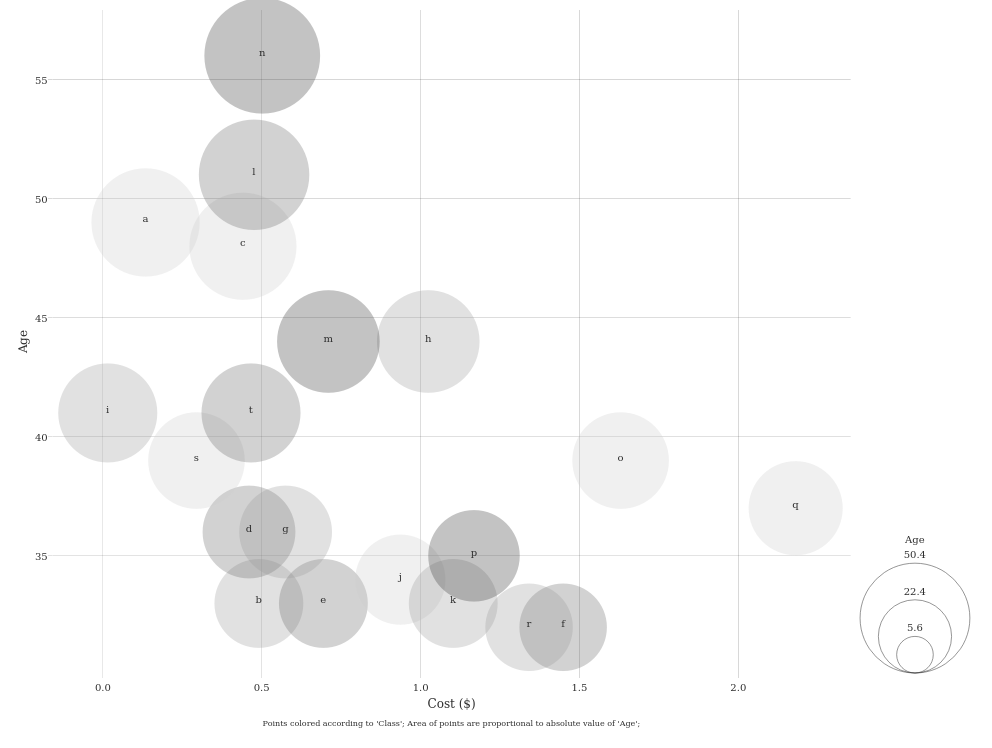 n
55
l
50
a
c
45
m
h
Age
i
t
40
s
o
q
d
g
35
p
j
b
e
k
r
f
Age
50.4
22.4
5.6
0.0
0.5
1.0
1.5
2.0
Cost ($)
Points colored according to 'Class'; Area of points are proportional to absolute value of 'Age';